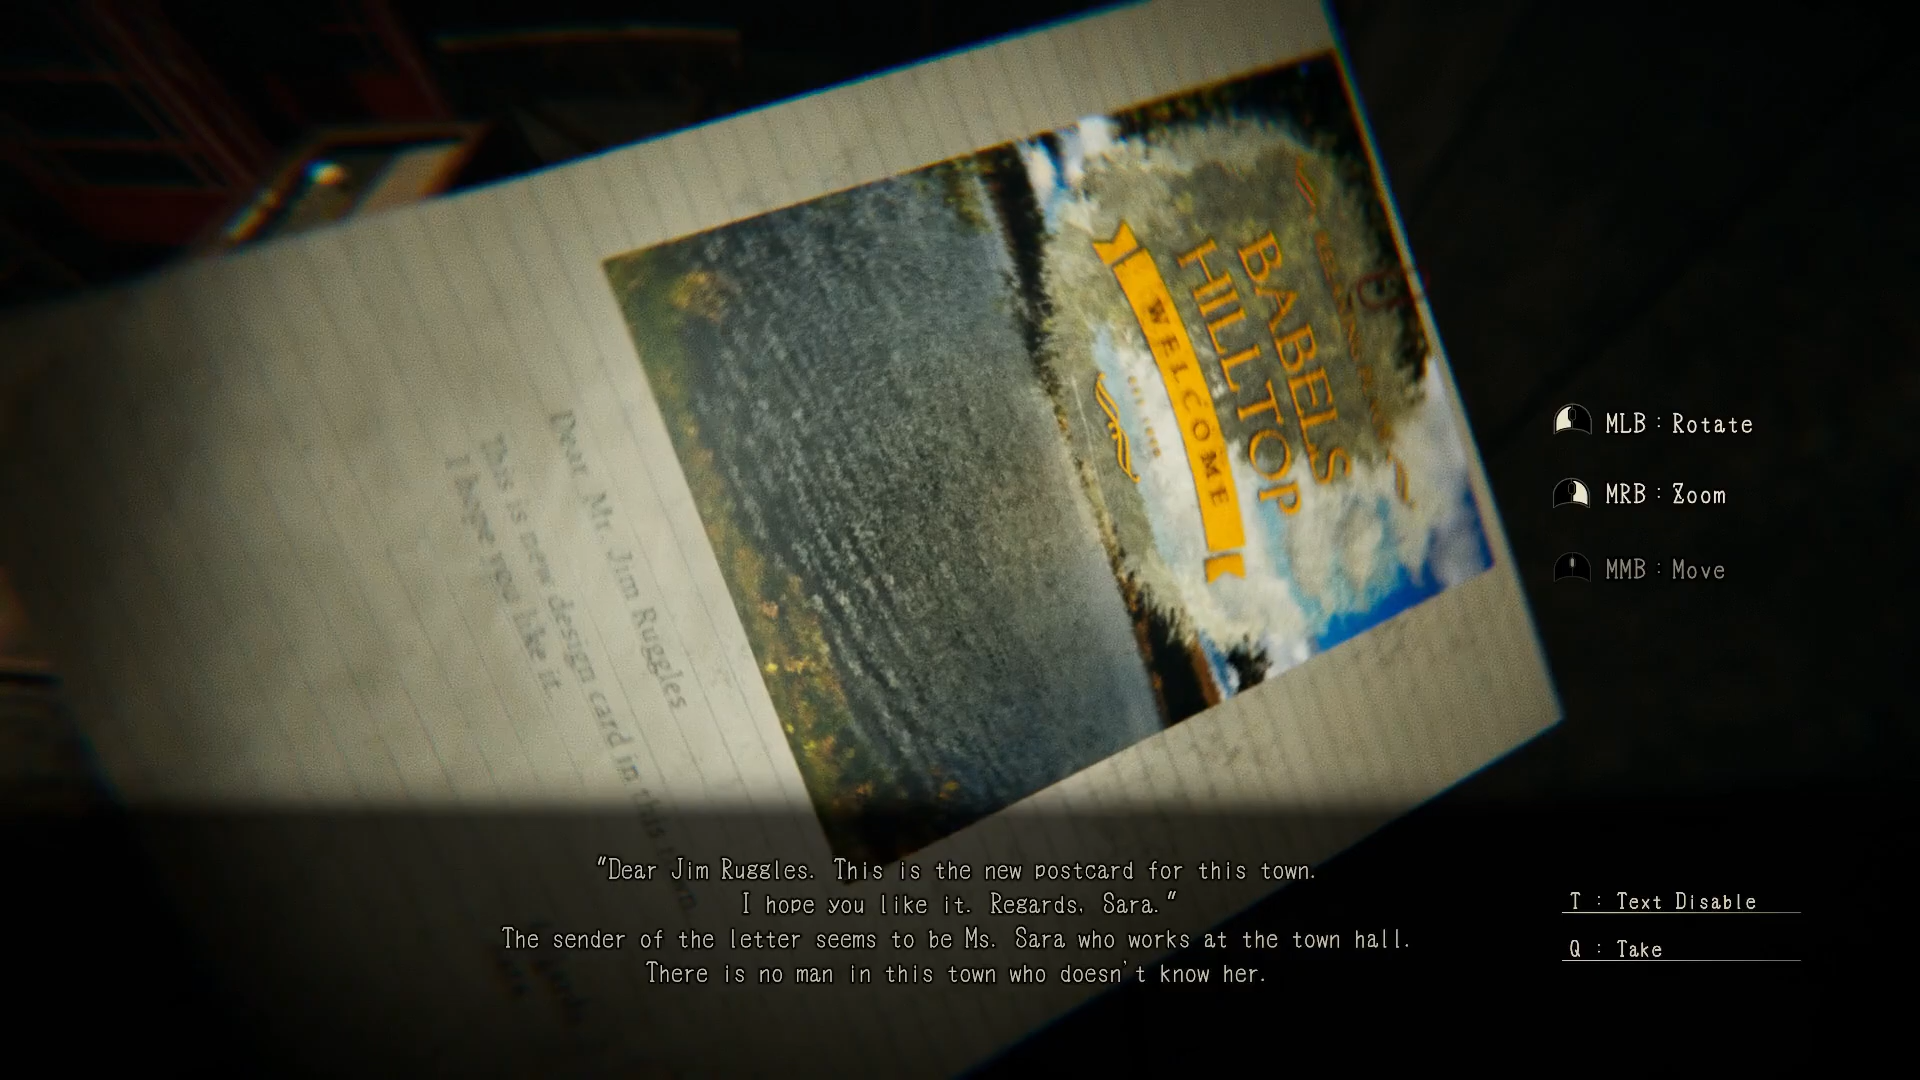 BABELS
HILLTOP
WELCOME
Dear, Mr. Jim Ruggles
This is new design card in this town.
I hope you like it.
MLB : Rotate
MRB : Zoom
MMB : Move
"Dear Jim Ruggles. This is the new postcard for this town.
I hope you like it. Regards, Sara."
The sender of the letter seems to be Ms. Sara who works at the town hall.
There is no man in this town who doesn't know her.
T : Text Disable
Q : Take